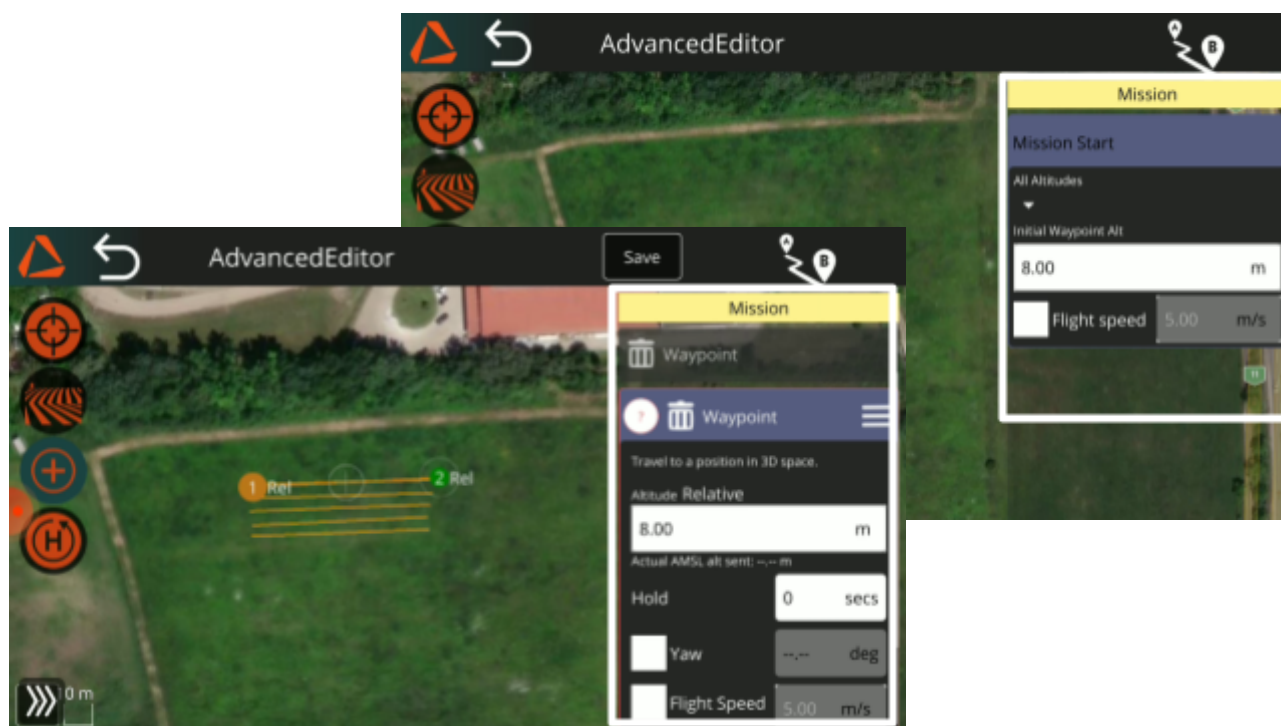 AdvancedEditor
A
B
Mission
Mission Start
All Altitudes
Initial Waypoint Alt
8.00 m
Flight speed 5.00 m/s
11
AdvancedEditor Save
A
B
Mission
Waypoint
? Waypoint
Travel to a position in 3D space.
Altitude Relative
8.00 m
Actual AMSL alt sent: --.-- m
Hold 0 secs
Yaw --.-- deg
Flight Speed 5.00 m/s
1 Rel
2 Rel
H
0 m